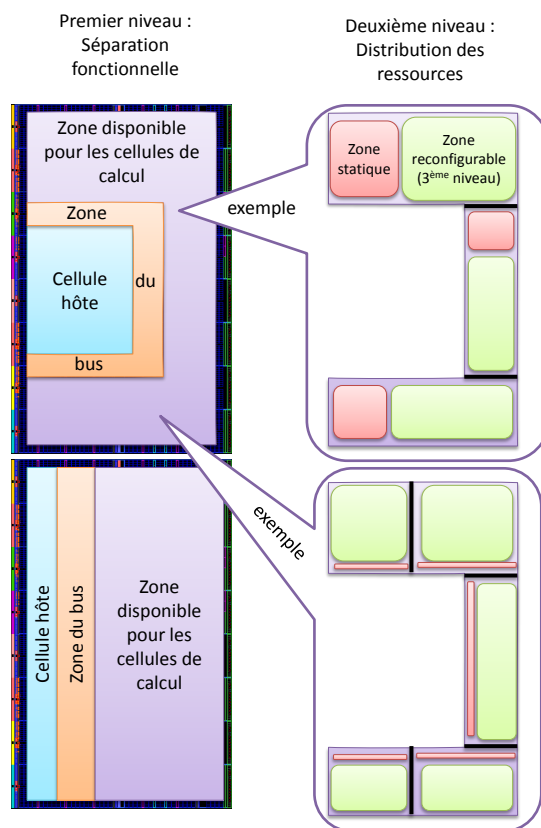 Premier niveau :
Séparation
fonctionnelle
Deuxième niveau :
Distribution des
ressources
Zone disponible
pour les cellules de
calcul
Zone
du
bus
Cellule
hôte
exemple
Zone
statique
Zone
reconfigurable
(3ème niveau)
exemple
Cellule hôte
Zone du bus
Zone
disponible
pour les
cellules de
calcul